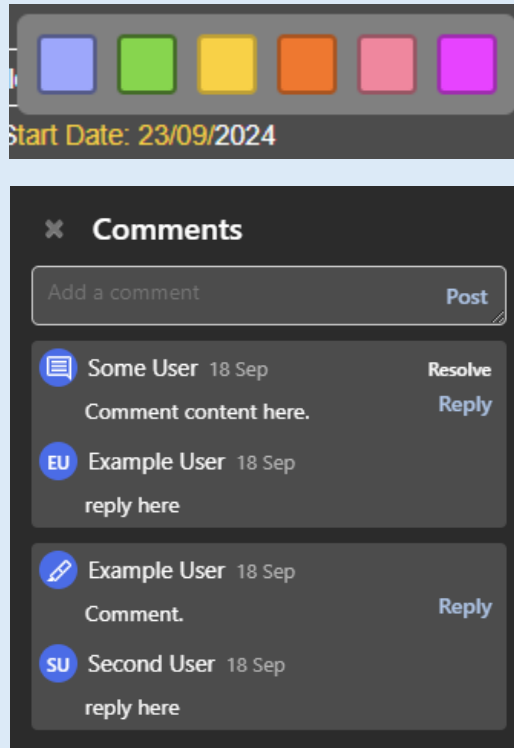 Start Date: 23/09/2024
Comments
Add a comment
Post
Some User 18 Sep
Resolve
Comment content here.
Reply
EU Example User 18 Sep
reply here
Example User 18 Sep
Comment.
Reply
SU Second User 18 Sep
reply here